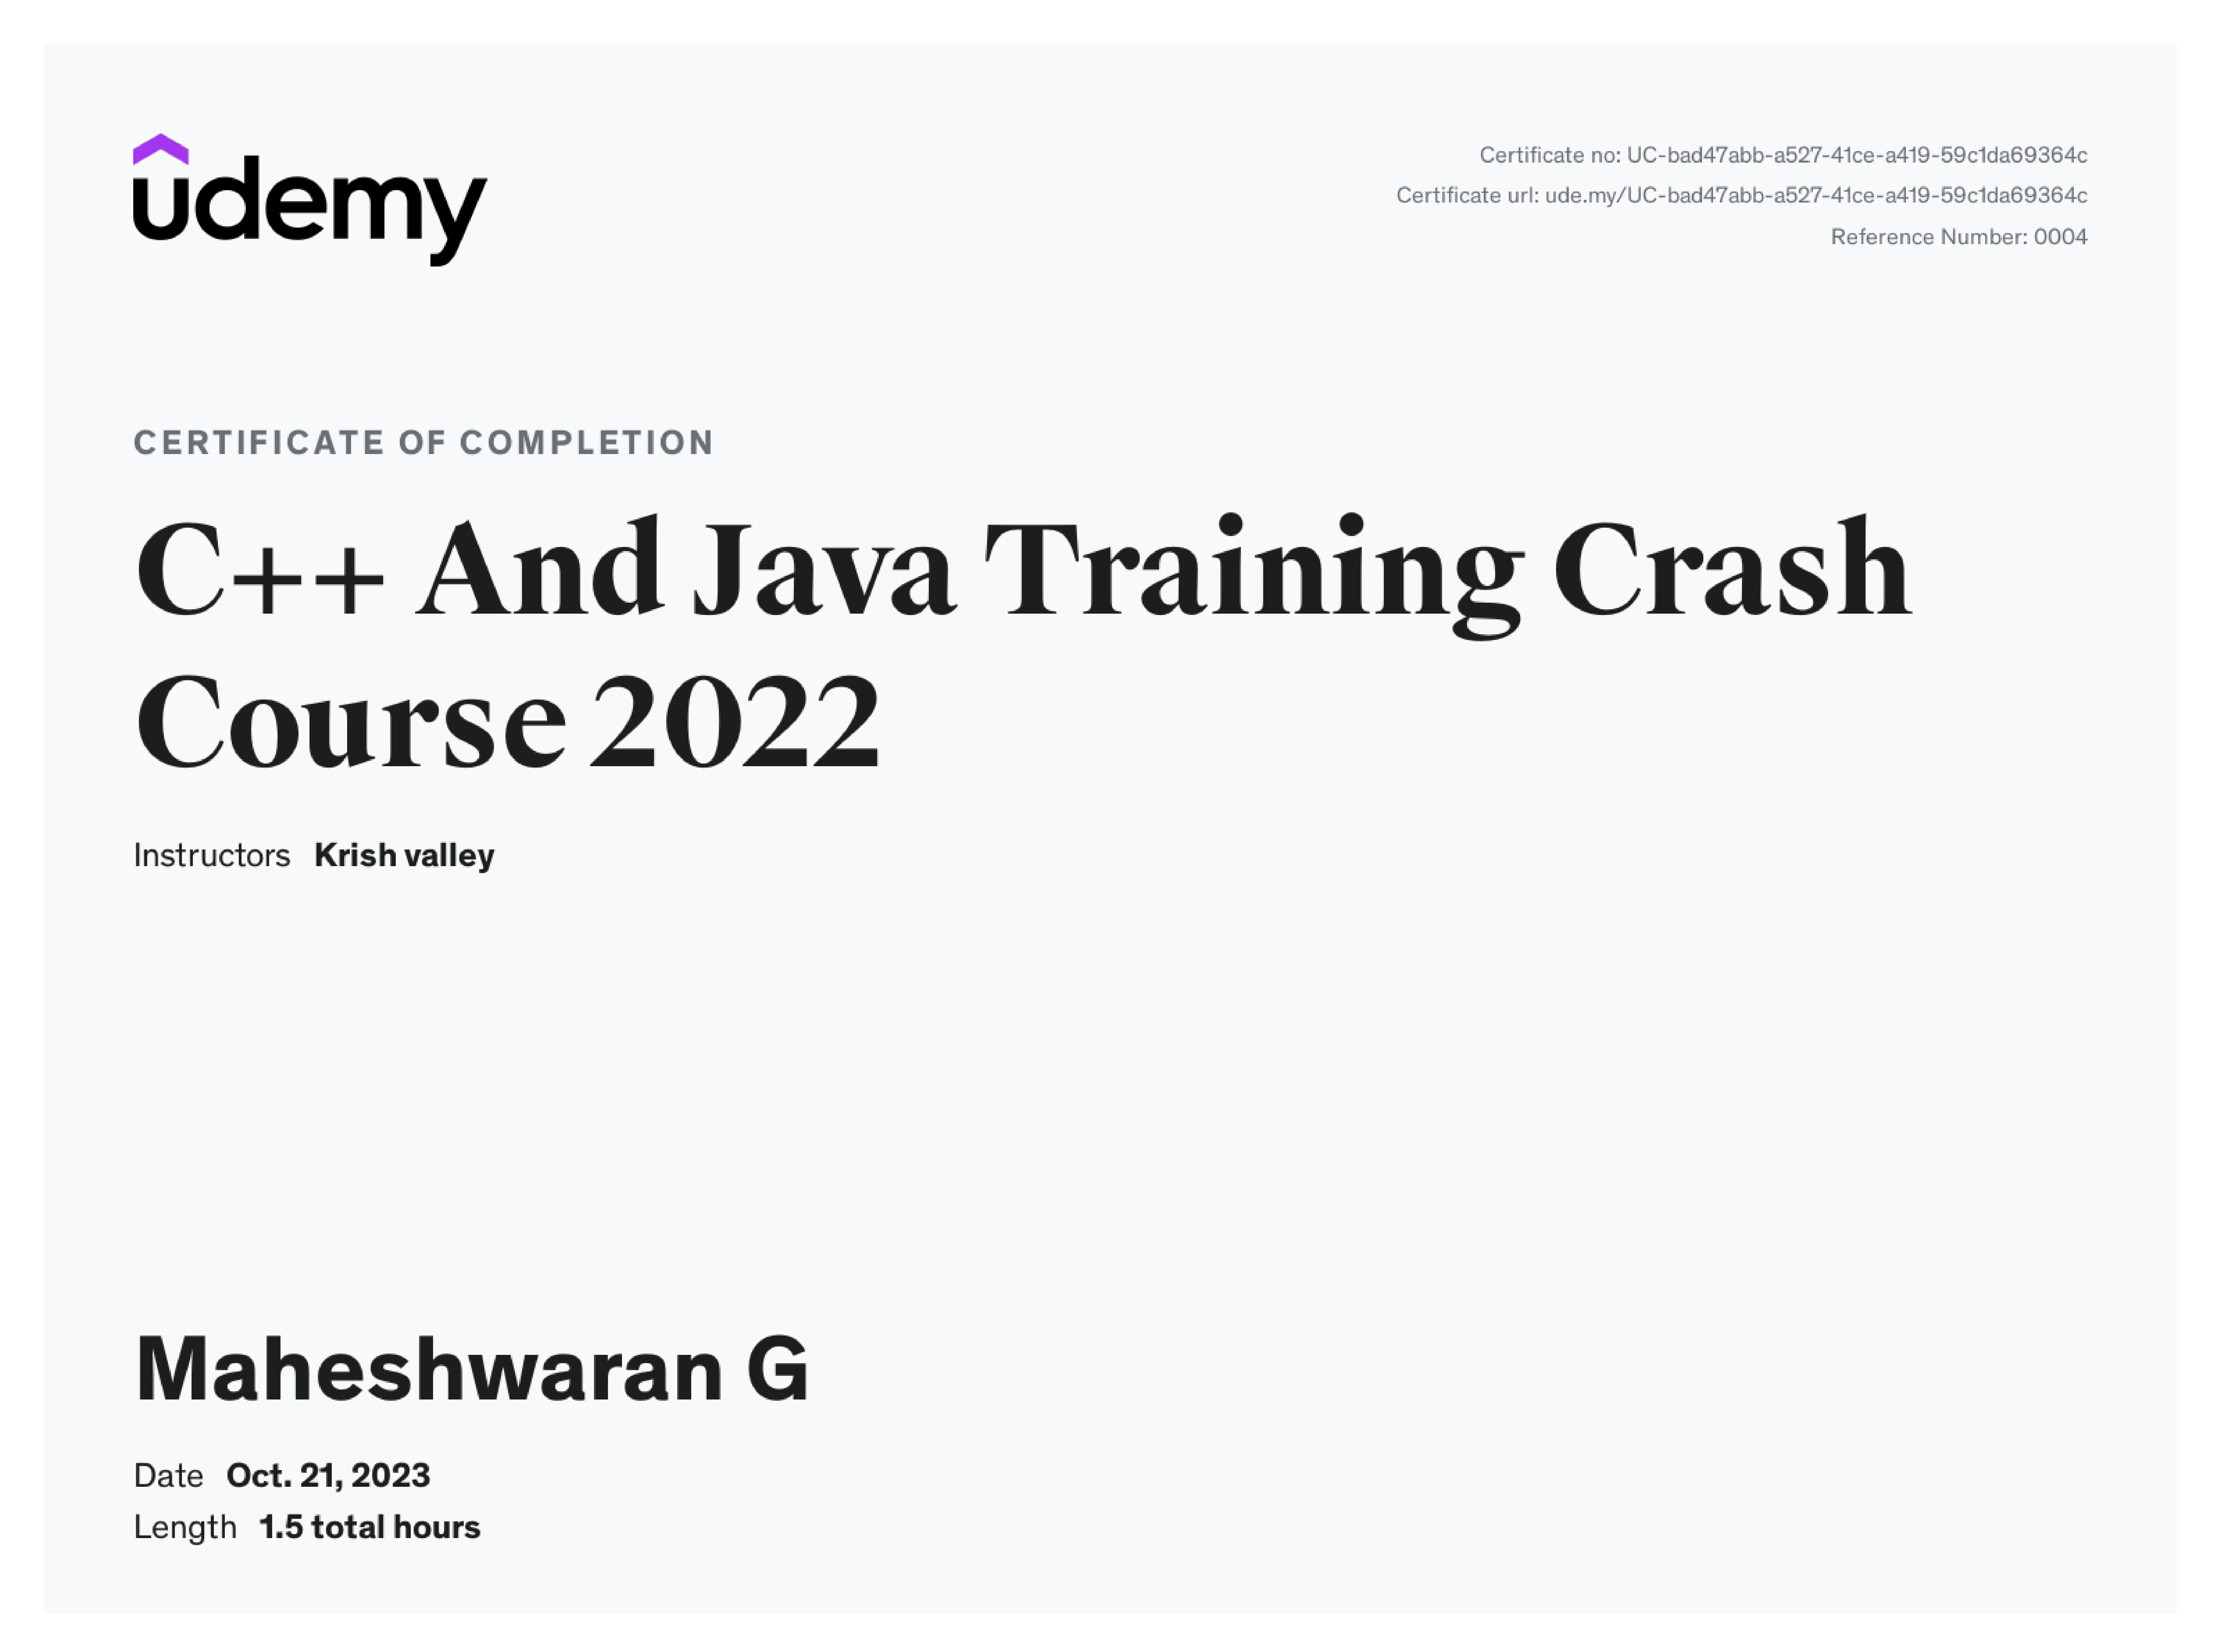 udemy
Certificate no: UC-bad47abb-a527-41ce-a419-59c1da69364c
Certificate url: ude.my/UC-bad47abb-a527-41ce-a419-59c1da69364c
Reference Number: 0004
CERTIFICATE OF COMPLETION
C++ And Java Training Crash
Course 2022
Instructors Krish valley
Maheshwaran G
Date Oct. 21, 2023
Length 1.5 total hours